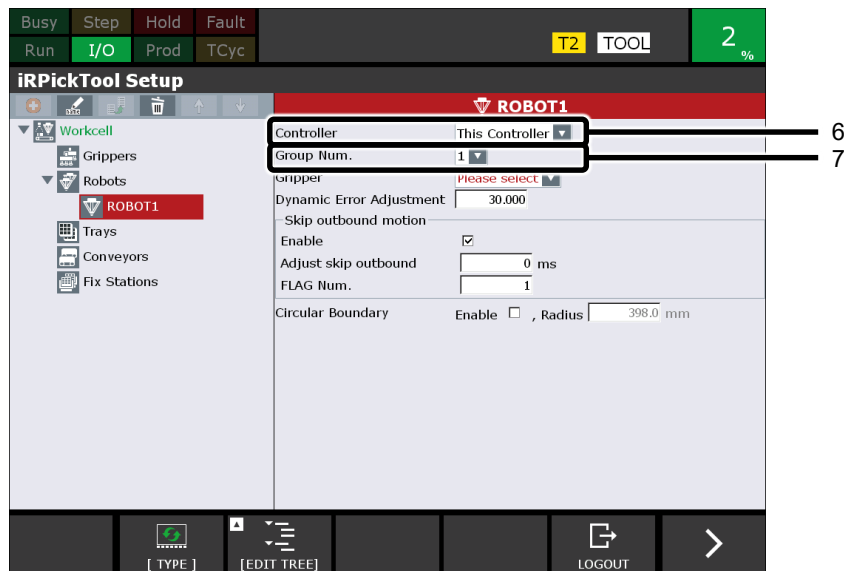 Busy Step Hold Fault
Run I/O Prod TCyc
T2 TOOL
2 %
iRPickTool Setup
ROBOT1
Workcell
Grippers
Robots
ROBOT1
Trays
Conveyors
Fix Stations
Controller This Controller
6
Group Num. 1
7
Gripper Please select
Dynamic Error Adjustment 30.000
Skip outbound motion
Enable
Adjust skip outbound 0 ms
FLAG Num. 1
Circular Boundary Enable , Radius 398.0 mm
[ TYPE ] [EDIT TREE] LOGOUT